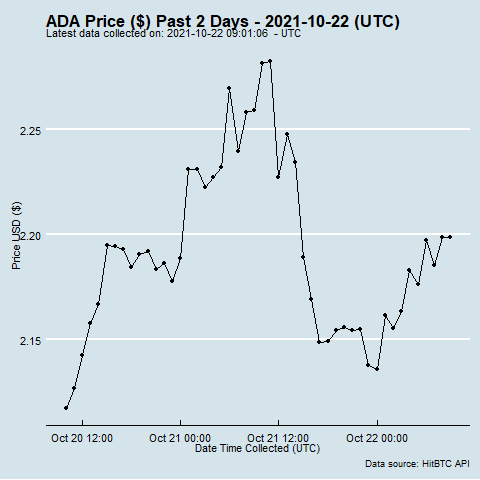 ADA Price ($) Past 2 Days - 2021-10-22 (UTC)
Latest data collected on: 2021-10-22 09:01:06 - UTC
2.25
2.20
2.15
Price USD ($)
Oct 20 12:00 Oct 21 00:00 Oct 21 12:00 Oct 22 00:00
Date Time Collected (UTC)
Data source: HitBTC API